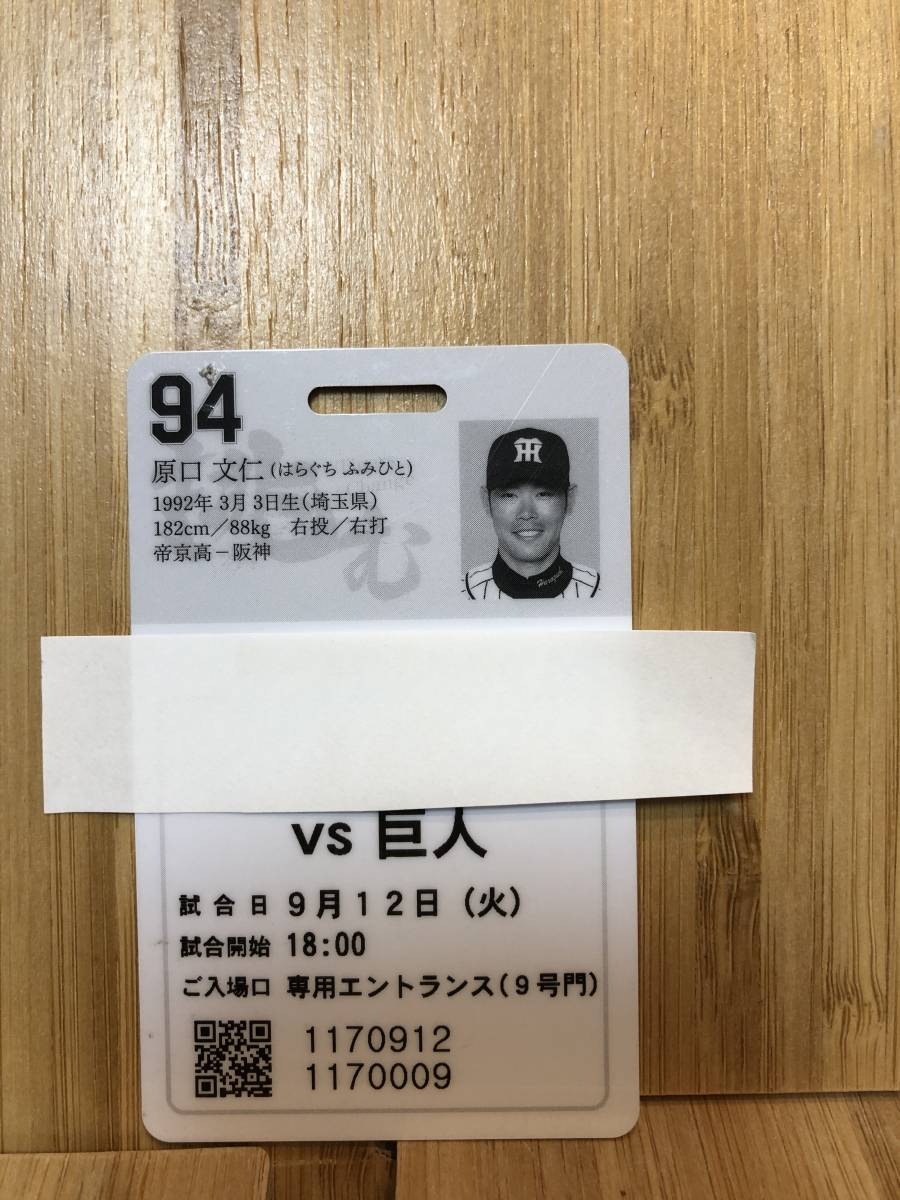 94
原口 文仁 (はらぐち ふみひと)
1992年 3月 3日生(埼玉県)
182cm／88kg 右投／右打
帝京高－阪神
vs 巨人
試合日 9月12日（火）
試合開始 18:00
ご入場口 専用エントランス(9号門)
1170912
1170009